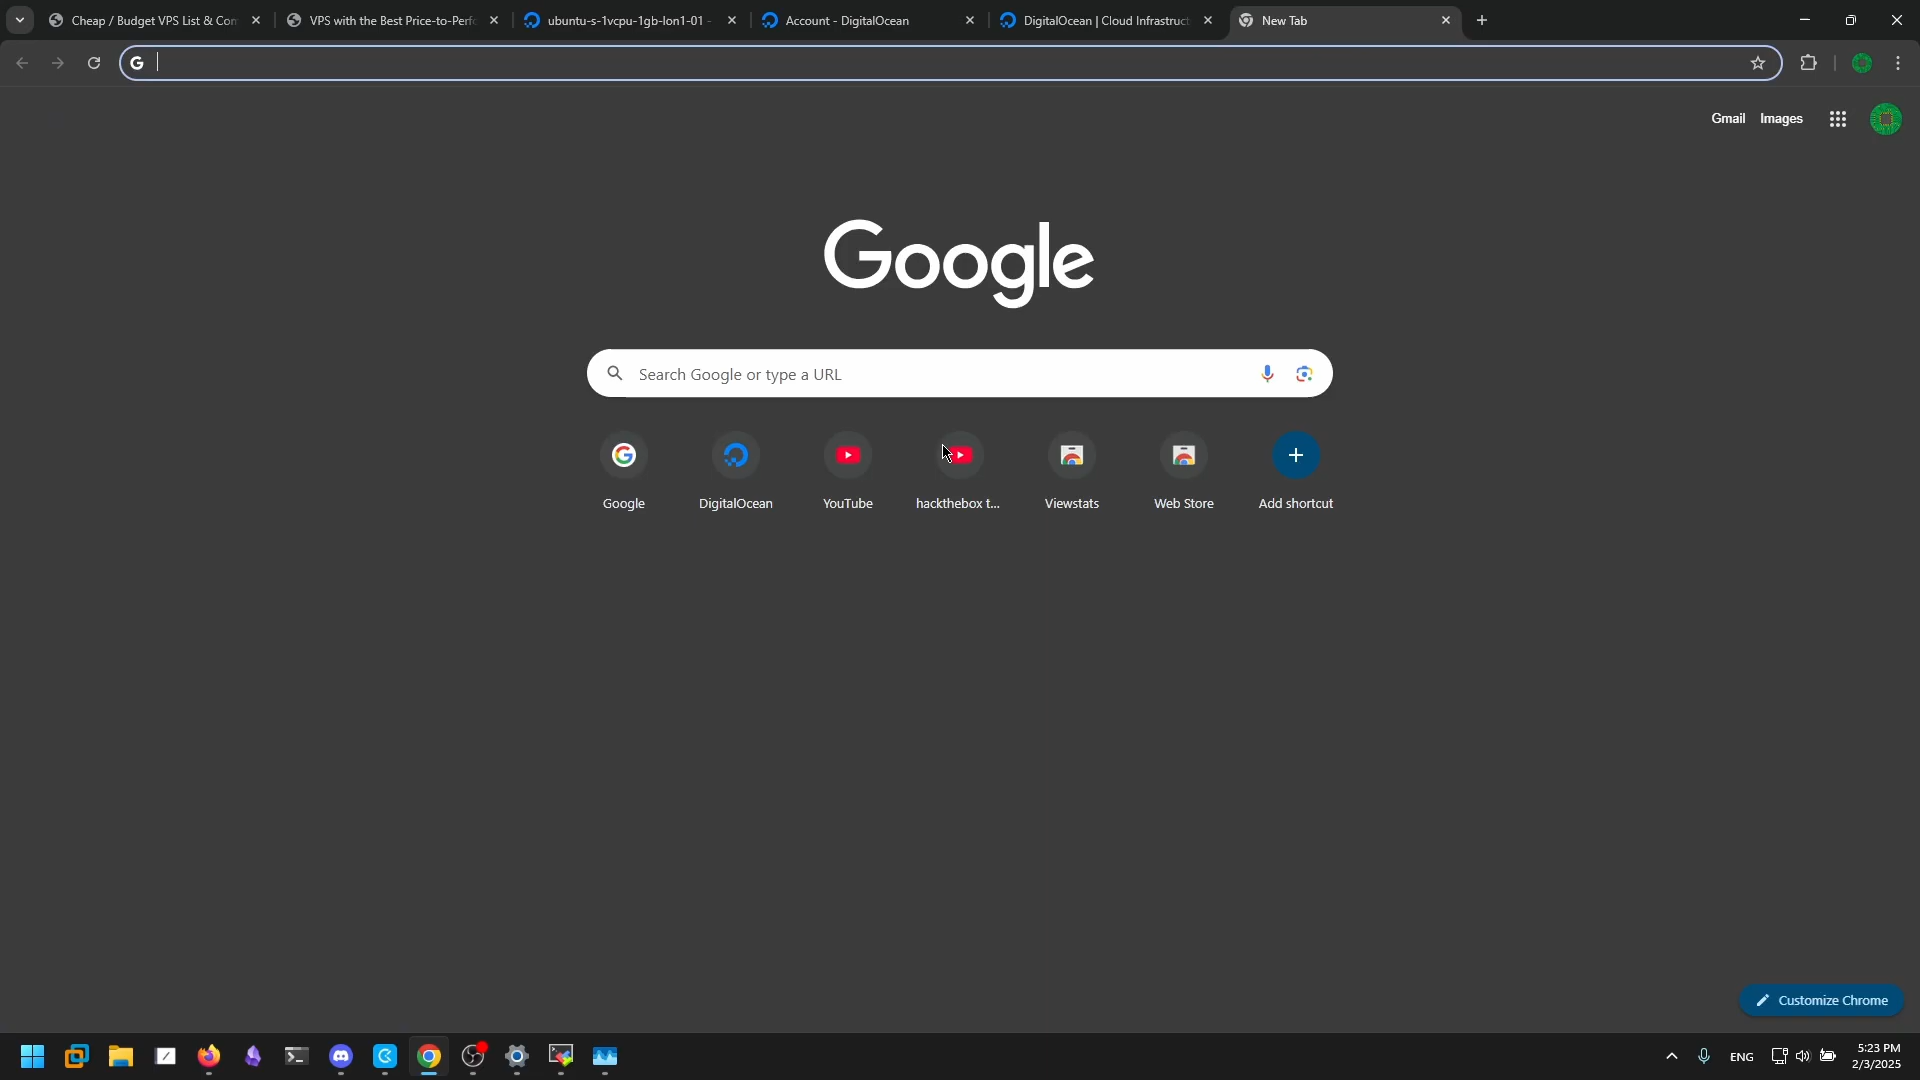 Cheap / Budget VPS List & Con
VPS with the Best Price-to-Perfo
ubuntu-s-1vcpu-1gb-lon1-01 -
Account - DigitalOcean
DigitalOcean | Cloud Infrastruct
New Tab
Gmail
Images
Google
Search Google or type a URL
Google
DigitalOcean
YouTube
hackthebox t...
Viewstats
Web Store
Add shortcut
Customize Chrome
ENG
5:23 PM
2/3/2025